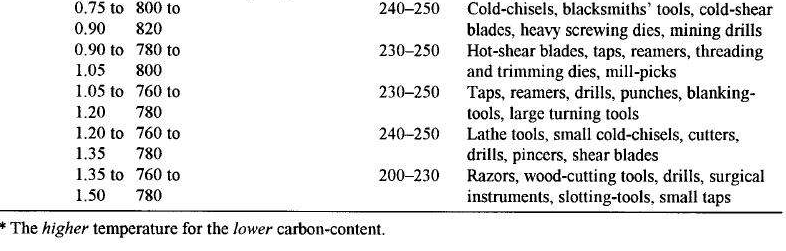 0.75 to 800 to 240–250 Cold-chisels, blacksmiths' tools, cold-shear
0.90 820 blades, heavy screwing dies, mining drills
0.90 to 780 to 230–250 Hot-shear blades, taps, reamers, threading
1.05 800 and trimming dies, mill-picks
1.05 to 760 to 230–250 Taps, reamers, drills, punches, blanking-
1.20 780 tools, large turning tools
1.20 to 760 to 240–250 Lathe tools, small cold-chisels, cutters,
1.35 780 drills, pincers, shear blades
1.35 to 760 to 200–230 Razors, wood-cutting tools, drills, surgical
1.50 780 instruments, slotting-tools, small taps
* The higher temperature for the lower carbon-content.